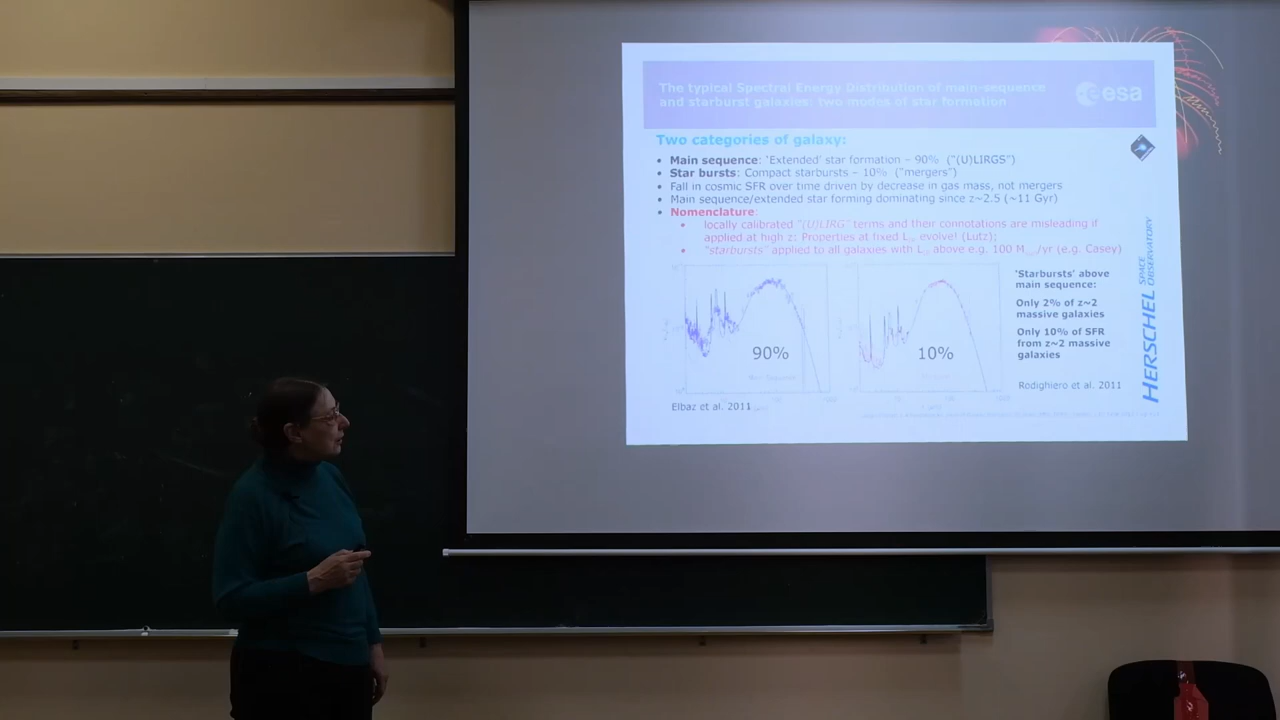 The typical Spectral Energy Distribution of main-sequence
and starburst galaxies: two modes of star formation
esa
Two categories of galaxy:
• Main sequence: 'Extended' star formation – 90% ("(U)LIRGS")
• Star bursts: Compact starbursts – 10% ("mergers")
• Fall in cosmic SFR over time driven by decrease in gas mass, not mergers
• Main sequence/extended star forming dominating since z~2.5 (~11 Gyr)
• Nomenclature:
• locally calibrated "(U)LIRG" terms and their connotations are misleading if
applied at high z: Properties at fixed L evolve! (Lutz);
• "starbursts" applied to all galaxies with L above e.g. 100 M /yr (e.g. Casey)
90%
10%
Elbaz et al. 2011
'Starbursts' above
main sequence:
Only 2% of z~2
massive galaxies
Only 10% of SFR
from z~2 massive
galaxies
Rodighiero et al. 2011
HERSCHEL SPACE
OBSERVATORY